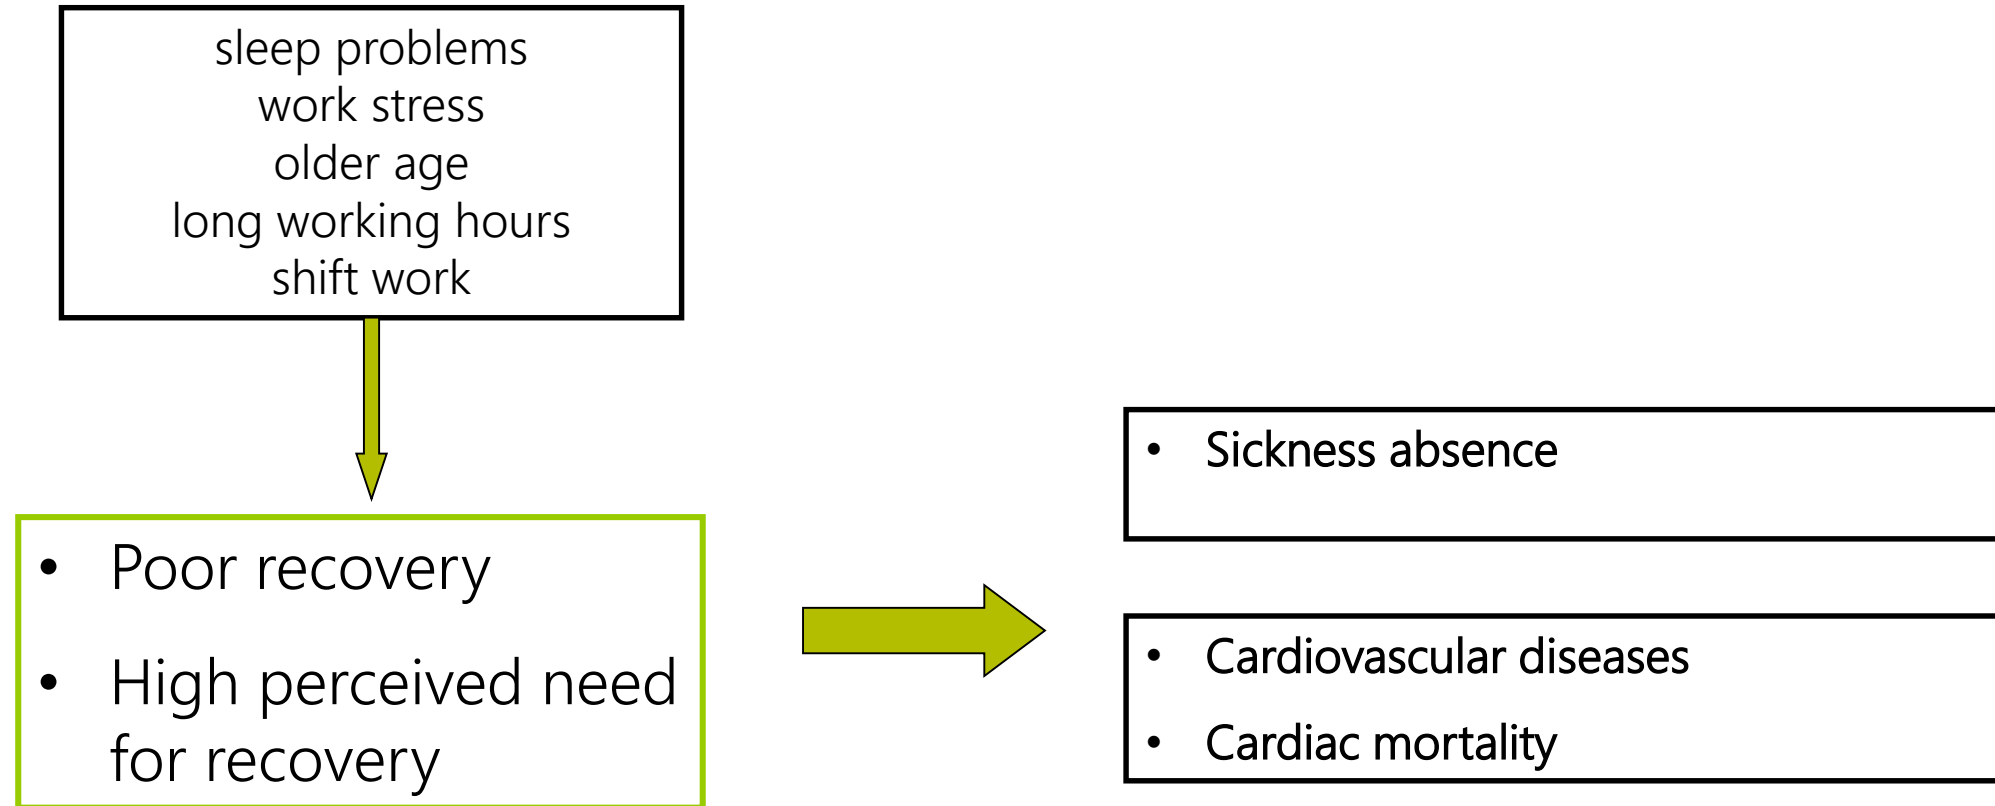 sleep problems
work stress
older age
long working hours
shift work
• Poor recovery
• High perceived need
for recovery
• Sickness absence
• Cardiovascular diseases
• Cardiac mortality